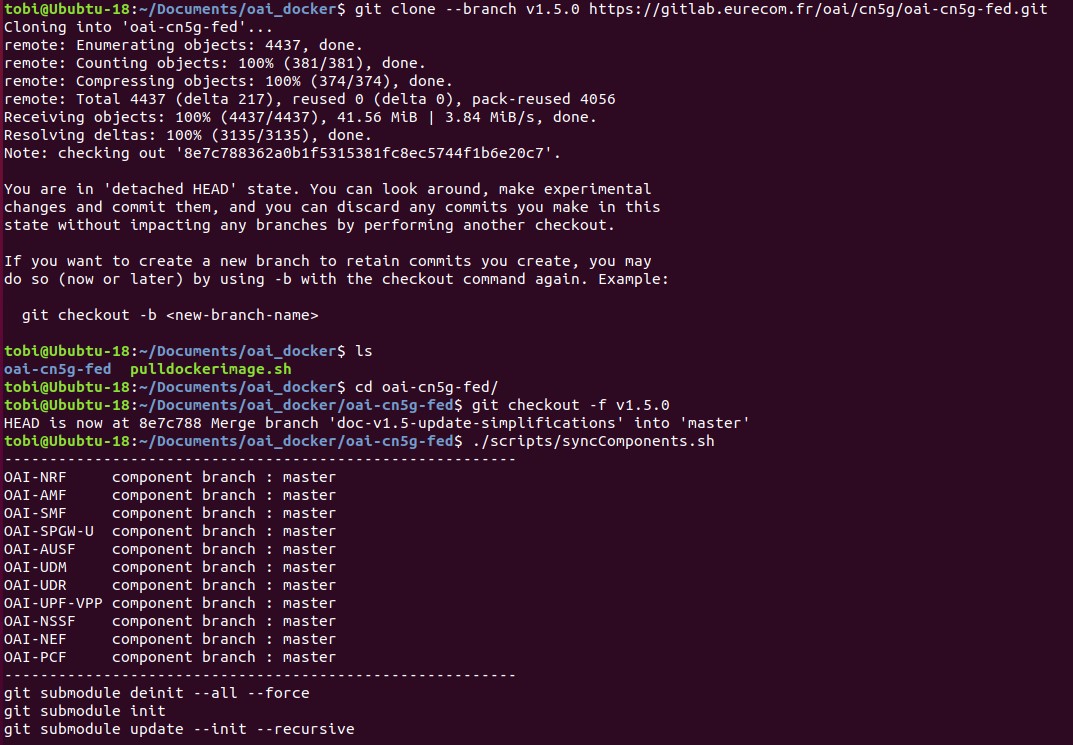 tobi@Ububtu-18:~/Documents/oai_docker$ git clone --branch v1.5.0 https://gitlab.eurecom.fr/oai/cn5g/oai-cn5g-fed.git
Cloning into 'oai-cn5g-fed'...
remote: Enumerating objects: 4437, done.
remote: Counting objects: 100% (381/381), done.
remote: Compressing objects: 100% (374/374), done.
remote: Total 4437 (delta 217), reused 0 (delta 0), pack-reused 4056
Receiving objects: 100% (4437/4437), 41.56 MiB | 3.84 MiB/s, done.
Resolving deltas: 100% (3135/3135), done.
Note: checking out '8e7c788362a0b1f5315381fc8ec5744f1b6e20c7'.

You are in 'detached HEAD' state. You can look around, make experimental
changes and commit them, and you can discard any commits you make in this
state without impacting any branches by performing another checkout.

If you want to create a new branch to retain commits you create, you may
do so (now or later) by using -b with the checkout command again. Example:

  git checkout -b <new-branch-name>

tobi@Ububtu-18:~/Documents/oai_docker$ ls
oai-cn5g-fed  pulldockerimage.sh
tobi@Ububtu-18:~/Documents/oai_docker$ cd oai-cn5g-fed/
tobi@Ububtu-18:~/Documents/oai_docker/oai-cn5g-fed$ git checkout -f v1.5.0
HEAD is now at 8e7c788 Merge branch 'doc-v1.5-update-simplifications' into 'master'
tobi@Ububtu-18:~/Documents/oai_docker/oai-cn5g-fed$ ./scripts/syncComponents.sh
---------------------------------------------------------
OAI-NRF     component branch : master
OAI-AMF     component branch : master
OAI-SMF     component branch : master
OAI-SPGW-U  component branch : master
OAI-AUSF    component branch : master
OAI-UDM     component branch : master
OAI-UDR     component branch : master
OAI-UPF-VPP component branch : master
OAI-NSSF    component branch : master
OAI-NEF     component branch : master
OAI-PCF     component branch : master
---------------------------------------------------------
git submodule deinit --all --force
git submodule init
git submodule update --init --recursive